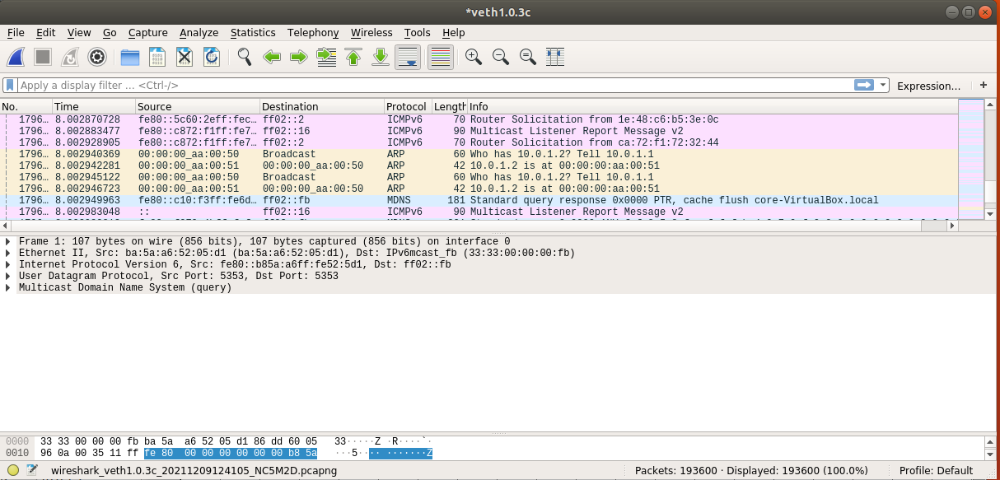 *veth1.0.3c
File Edit View Go Capture Analyze Statistics Telephony Wireless Tools Help
Apply a display filter … <Ctrl-/> Expression… +
No. Time Source Destination Protocol Length Info
1796… 8.002870728 fe80::5c60:2eff:fec… ff02::2 ICMPv6 70 Router Solicitation from 1e:48:c6:b5:3e:0c
1796… 8.002883477 fe80::c872:f1ff:fe7… ff02::16 ICMPv6 90 Multicast Listener Report Message v2
1796… 8.002928905 fe80::c872:f1ff:fe7… ff02::2 ICMPv6 70 Router Solicitation from ca:72:f1:72:32:44
1796… 8.002940369 00:00:00_aa:00:50 Broadcast ARP 60 Who has 10.0.1.2? Tell 10.0.1.1
1796… 8.002942281 00:00:00_aa:00:51 00:00:00_aa:00:50 ARP 42 10.0.1.2 is at 00:00:00:aa:00:51
1796… 8.002945122 00:00:00_aa:00:50 Broadcast ARP 60 Who has 10.0.1.2? Tell 10.0.1.1
1796… 8.002946723 00:00:00_aa:00:51 00:00:00_aa:00:50 ARP 42 10.0.1.2 is at 00:00:00:aa:00:51
1796… 8.002949963 fe80::c10:f3ff:fe6d… ff02::fb MDNS 181 Standard query response 0x0000 PTR, cache flush core-VirtualBox.local
1796… 8.002983048 :: ff02::16 ICMPv6 90 Multicast Listener Report Message v2
Frame 1: 107 bytes on wire (856 bits), 107 bytes captured (856 bits) on interface 0
Ethernet II, Src: ba:5a:a6:52:05:d1 (ba:5a:a6:52:05:d1), Dst: IPv6mcast_fb (33:33:00:00:00:fb)
Internet Protocol Version 6, Src: fe80::b85a:a6ff:fe52:5d1, Dst: ff02::fb
User Datagram Protocol, Src Port: 5353, Dst Port: 5353
Multicast Domain Name System (query)
0000 33 33 00 00 00 fb ba 5a a6 52 05 d1 86 dd 60 05 33·····Z ·R····`·
0010 96 0a 00 35 11 ff fe 80 00 00 00 00 00 00 b8 5a ···5···· ·······Z
wireshark_veth1.0.3c_20211209124105_NC5M2D.pcapng Packets: 193600 · Displayed: 193600 (100.0%) Profile: Default